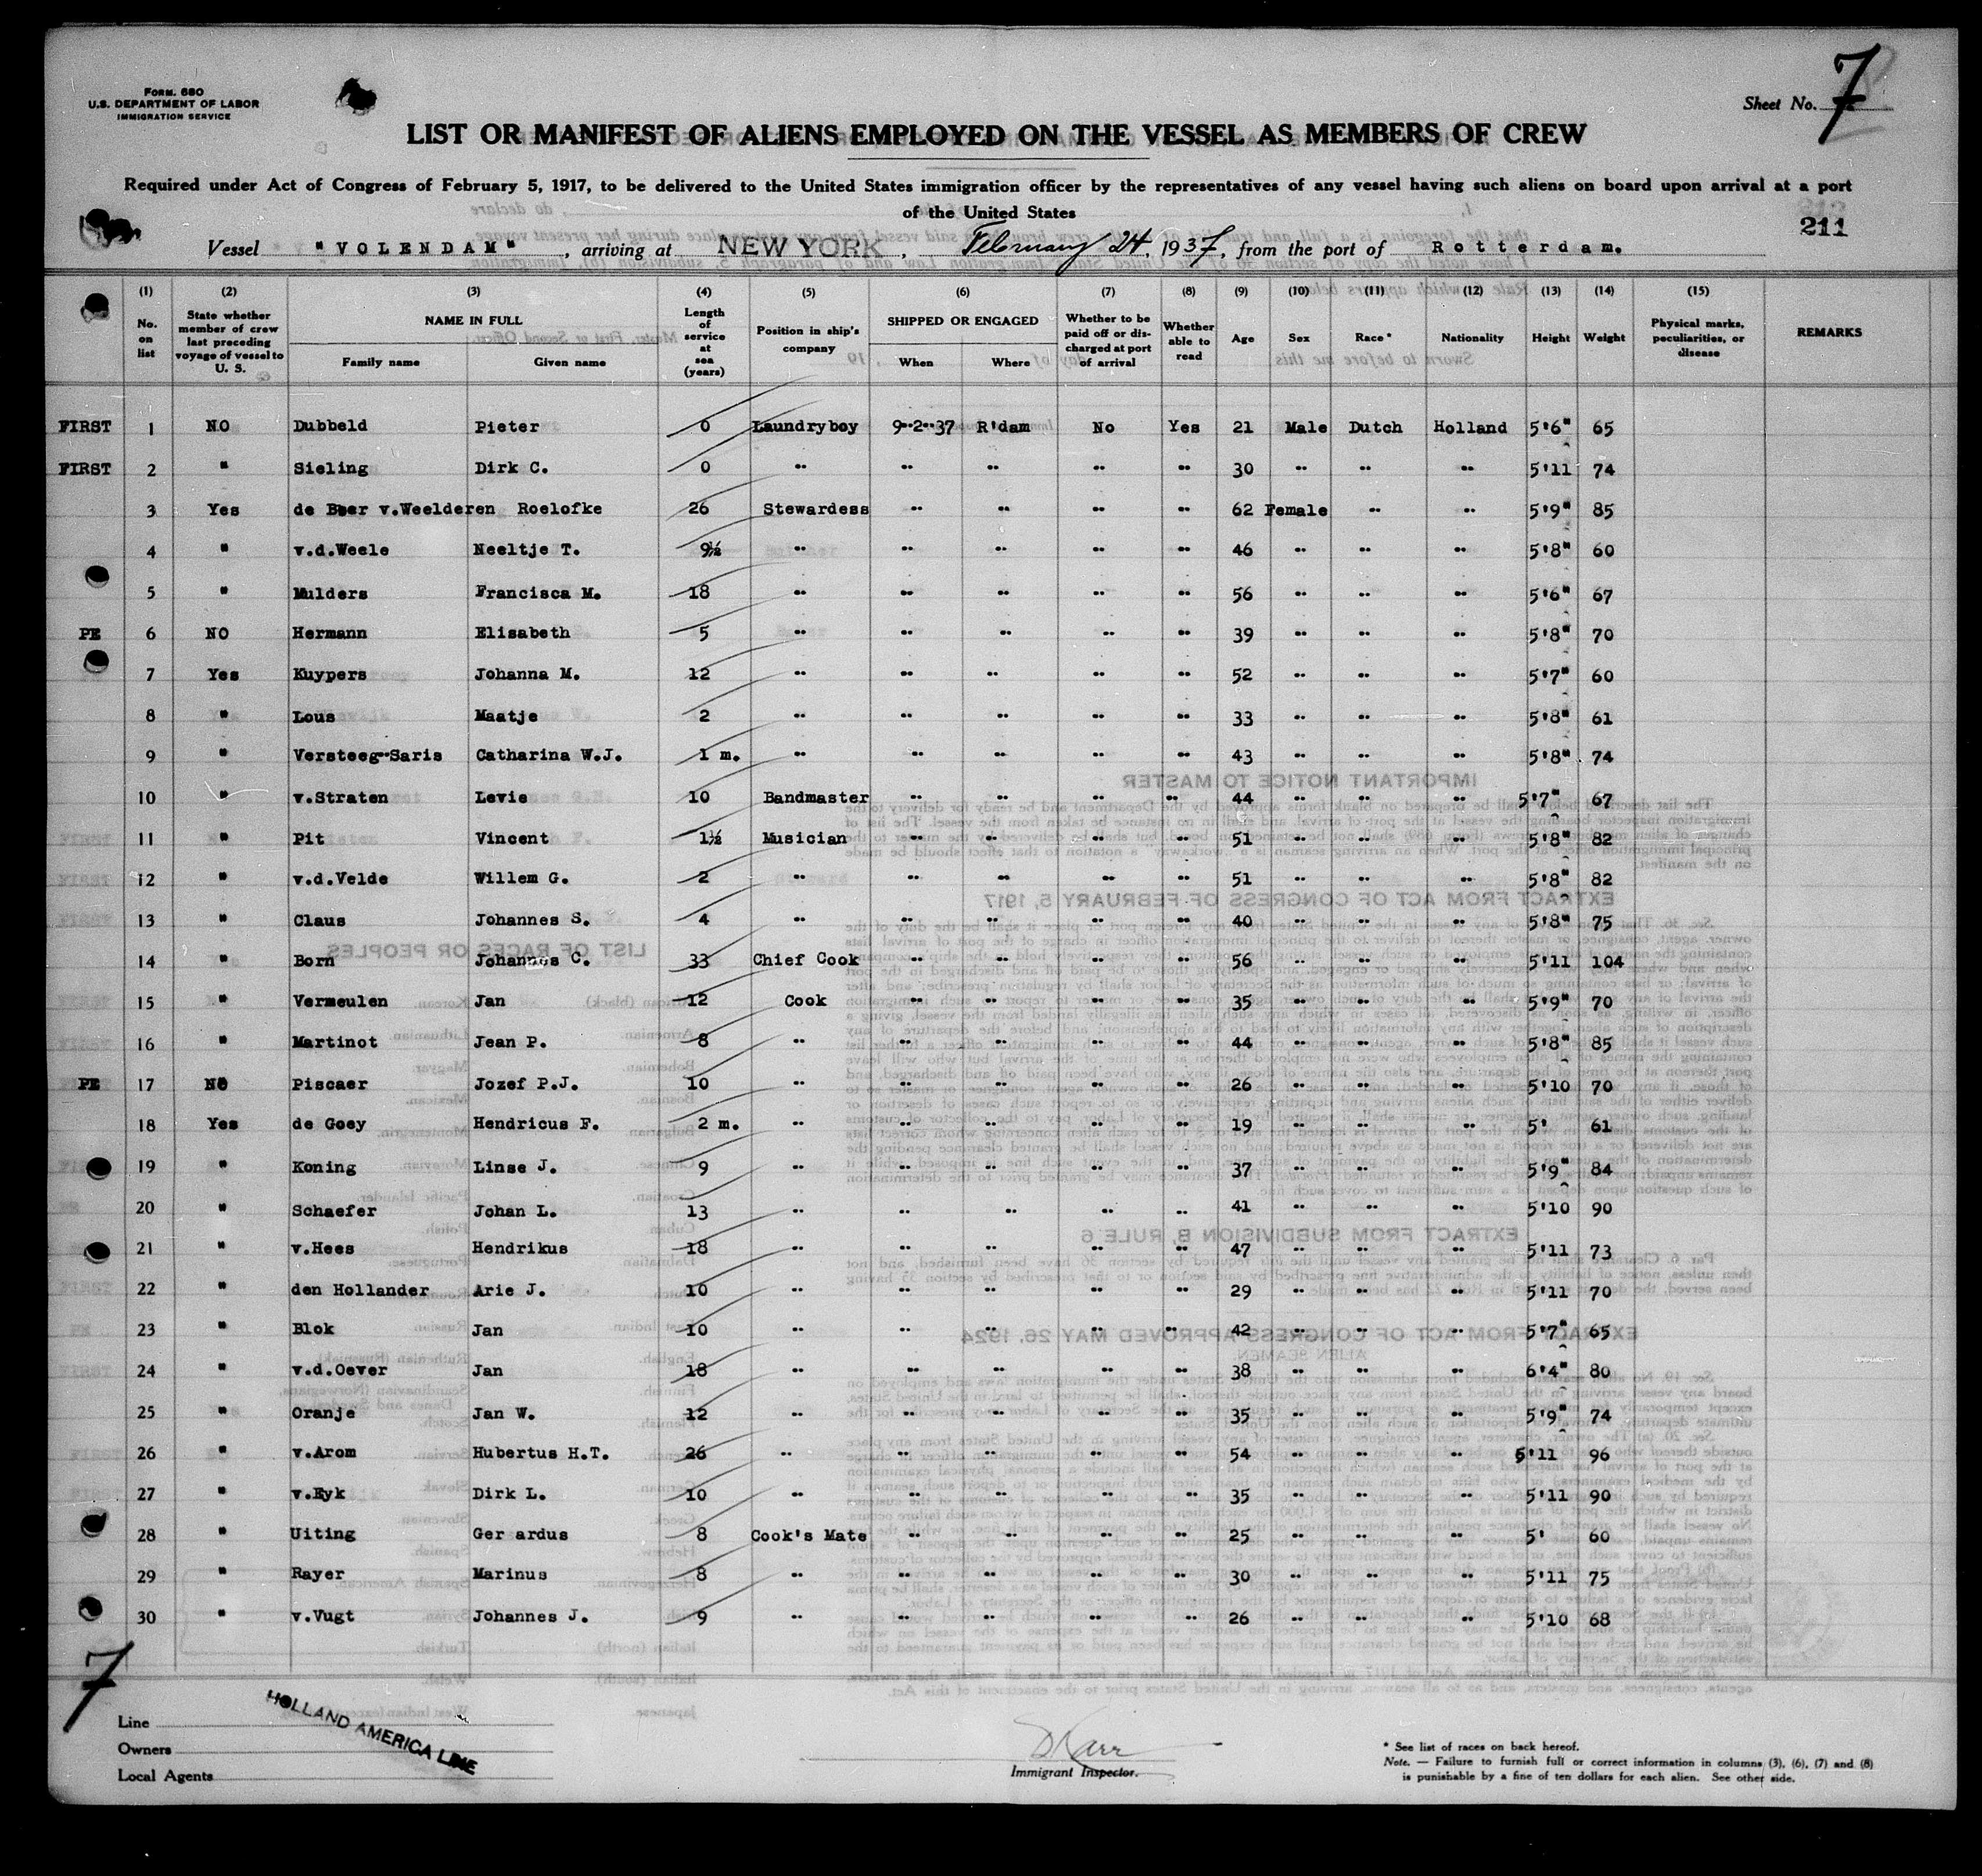 Form. 680
U.S. DEPARTMENT OF LABOR
IMMIGRATION SERVICE
Sheet No. 7
LIST OR MANIFEST OF ALIENS EMPLOYED ON THE VESSEL AS MEMBERS OF CREW
Required under Act of Congress of February 5, 1917, to be delivered to the United States immigration officer by the representatives of any vessel having such aliens on board upon arrival at a port
of the United States
211
Vessel "VOLENDAM", arriving at NEW YORK, February 24, 1937, from the port of Rotterdam.
(1) (2) (3) (4) (5) (6) (7) (8) (9) (10) (11) (12) (13) (14) (15)
No. on list | State whether member of crew last preceding voyage of vessel to U. S. | NAME IN FULL | Family name | Given name | Length of service at sea (years) | Position in ship's company | SHIPPED OR ENGAGED | When | Where | Whether to be paid off or discharged at port of arrival | Whether able to read | Age | Sex | Race* | Nationality | Height | Weight | Physical marks, peculiarities, or disease | REMARKS
FIRST 1 NO Dubbeld Pieter 0 Laundryboy 9-2-37 R'dam No Yes 21 Male Dutch Holland 5'6" 65
FIRST 2 " Sieling Dirk C. 0 " " " " " 30 " " " 5'11 74
3 Yes de Boer v.Weelderen Roelofke 26 Stewardess " " " " 62 Female " " 5'9" 85
4 " v.d.Weele Neeltje T. 9½ " " " " " 46 " " " 5'8" 60
5 " Mulders Francisca M. 18 " " " " " 56 " " " 5'6" 67
PE 6 NO Hermann Elisabeth 5 " " " " " 39 " " " 5'8" 70
7 Yes Kuypers Johanna M. 12 " " " " " 52 " " " 5'7" 60
8 " Lous Maatje 2 " " " " " 33 " " " 5'8" 61
9 " Versteeg-Saris Catharina W.J. 1 m. " " " " " 43 " " " 5'8" 74
10 " v.Straten Levie 10 Bandmaster " " " " 44 " " " 5'7" 67
11 " Pit Vincent 1½ Musician " " " " 51 " " " 5'8" 82
12 " v.d.Velde Willem G. 2 " " " " " 51 " " " 5'8" 82
13 " Claus Johannes S. 4 " " " " " 40 " " " 5'8" 75
14 " Born Johannes C. 33 Chief Cook " " " " 56 " " " 5'11 104
15 " Vermeulen Jan 12 Cook " " " " 35 " " " 5'9" 70
16 " Martinot Jean P. 8 " " " " " 44 " " " 5'8" 85
PE 17 NO Piscaer Jozef P.J. 10 " " " " " 26 " " " 5'10 70
18 Yes de Goey Hendricus F. 2 m. " " " " " 19 " " " 5' 61
19 " Koning Linse J. 9 " " " " " 37 " " " 5'9" 84
20 " Schaefer Johan L. 13 " " " " " 41 " " " 5'10 90
21 " v.Hees Hendrikus 18 " " " " " 47 " " " 5'11 73
22 " den Hollander Arie J. 10 " " " " " 29 " " " 5'11 70
23 " Blok Jan 10 " " " " " 42 " " " 5'7" 65
24 " v.d.Oever Jan 18 " " " " " 38 " " " 6'4" 80
25 " Oranje Jan W. 12 " " " " " 35 " " " 5'9" 74
26 " v.Arom Hubertus H.T. 26 " " " " " 54 " " " 5'11 96
27 " v.Eyk Dirk L. 10 " " " " " 35 " " " 5'11 90
28 " Uiting Ger ardus 8 Cook's Mate " " " " 25 " " " 5' 60
29 " Rayer Marinus 8 " " " " " 30 " " " 5'11 75
30 " v.Vugt Johannes J. 9 " " " " " 26 " " " 5'10 68
7
Line
Owners
Local Agents
HOLLAND AMERICA LINE
Immigrant Inspector.
* See list of races on back hereof.
Note. — Failure to furnish full or correct information in columns (3), (6), (7) and (8)
is punishable by a fine of ten dollars for each alien. See other side.